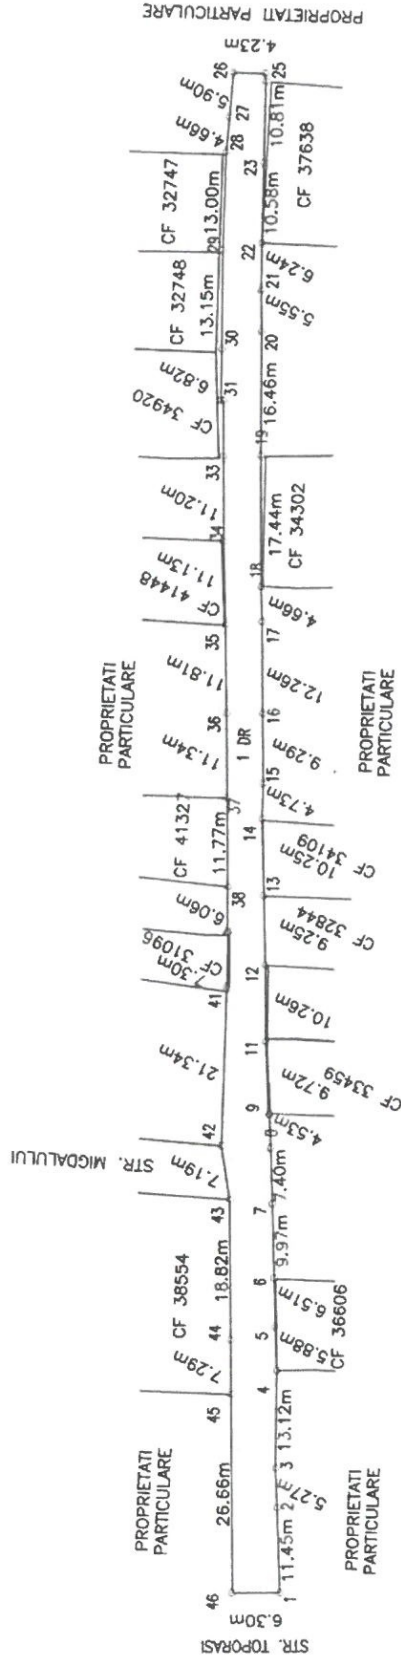 PROPRIETATI PARTICULARE
4.23m
26
25
5.90m
27
10.81m
4.66m
28
23
CF 37638
CF 32747
13.00m
10.58m
29
22
CF 32748
13.15m
6.24m
21
5.55m
30
20
6.82m
31
CF 34920
16.46m
33
19
11.20m
17.44m
CF 34302
34
18
11.13m
CF 41448
4.66m
35
17
11.81m
12.26m
PROPRIETATI
PARTICULARE
36
16
1 DR
11.34m
9.29m
PROPRIETATI
PARTICULARE
15
37
4.73m
14
CF 41327
11.77m
10.25m
CF 34109
38
13
6.06m
9.25m
CF 32844
7.30m
CF 31096
12
41
10.26m
11
21.34m
9.72m
CF 33459
9
4.53m
8
42
STR. MIGDALULUI
7.19m
7.40m
43
7
9.97m
CF 38554
18.82m
6
6.51m
44
5
5.88m
CF 36606
7.29m
4
45
13.12m
PROPRIETATI
PARTICULARE
3
5.27m
2
26.66m
PROPRIETATI
PARTICULARE
11.45m
46
1
6.30m
STR. TOPORASI